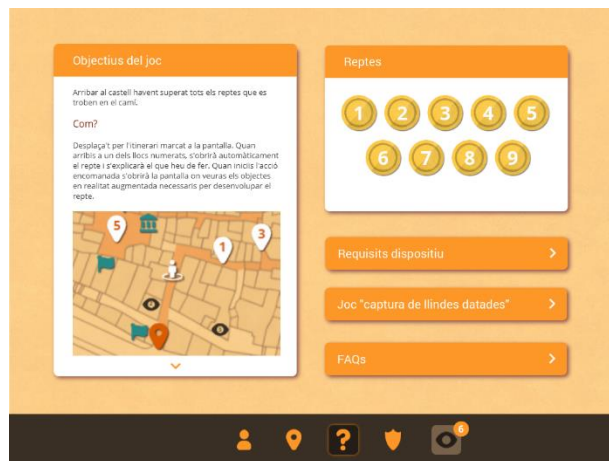 Objectius del joc
Arribar al castell havent superat tots els reptes que es
troben en el camí.
Com?
Desplaça't per l'itinerari marcat a la pantalla. Quan
arribis a un dels llocs numerats, s'obrirà automàticament
el repte i s'explicarà el que heu de fer. Quan iniciis l'acció
encomanada s'obrirà la pantalla on veuras els objectes
en realitat augmentada necessaris per desenvolupar el
repte.
5
1
3
Reptes
1 2 3 4 5
6 7 8 9
Requisits dispositiu
Joc "captura de llindes datades"
FAQs
?
6